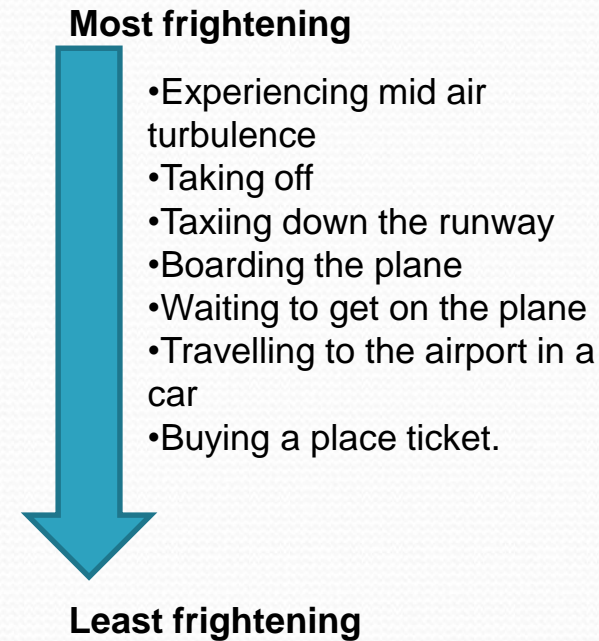 Most frightening
•Experiencing mid air
turbulence
•Taking off
•Taxiing down the runway
•Boarding the plane
•Waiting to get on the plane
•Travelling to the airport in a
car
•Buying a place ticket.
Least frightening